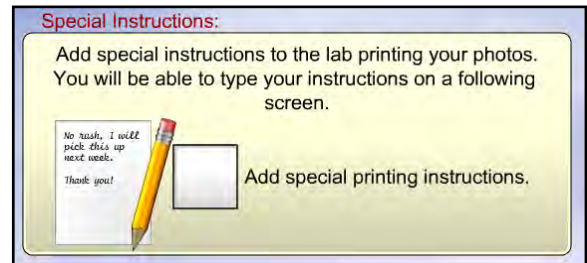 Special Instructions:
Add special instructions to the lab printing your photos.
You will be able to type your instructions on a following
screen.
No rush, I will
pick this up
next week.
Thank you!
Add special printing instructions.